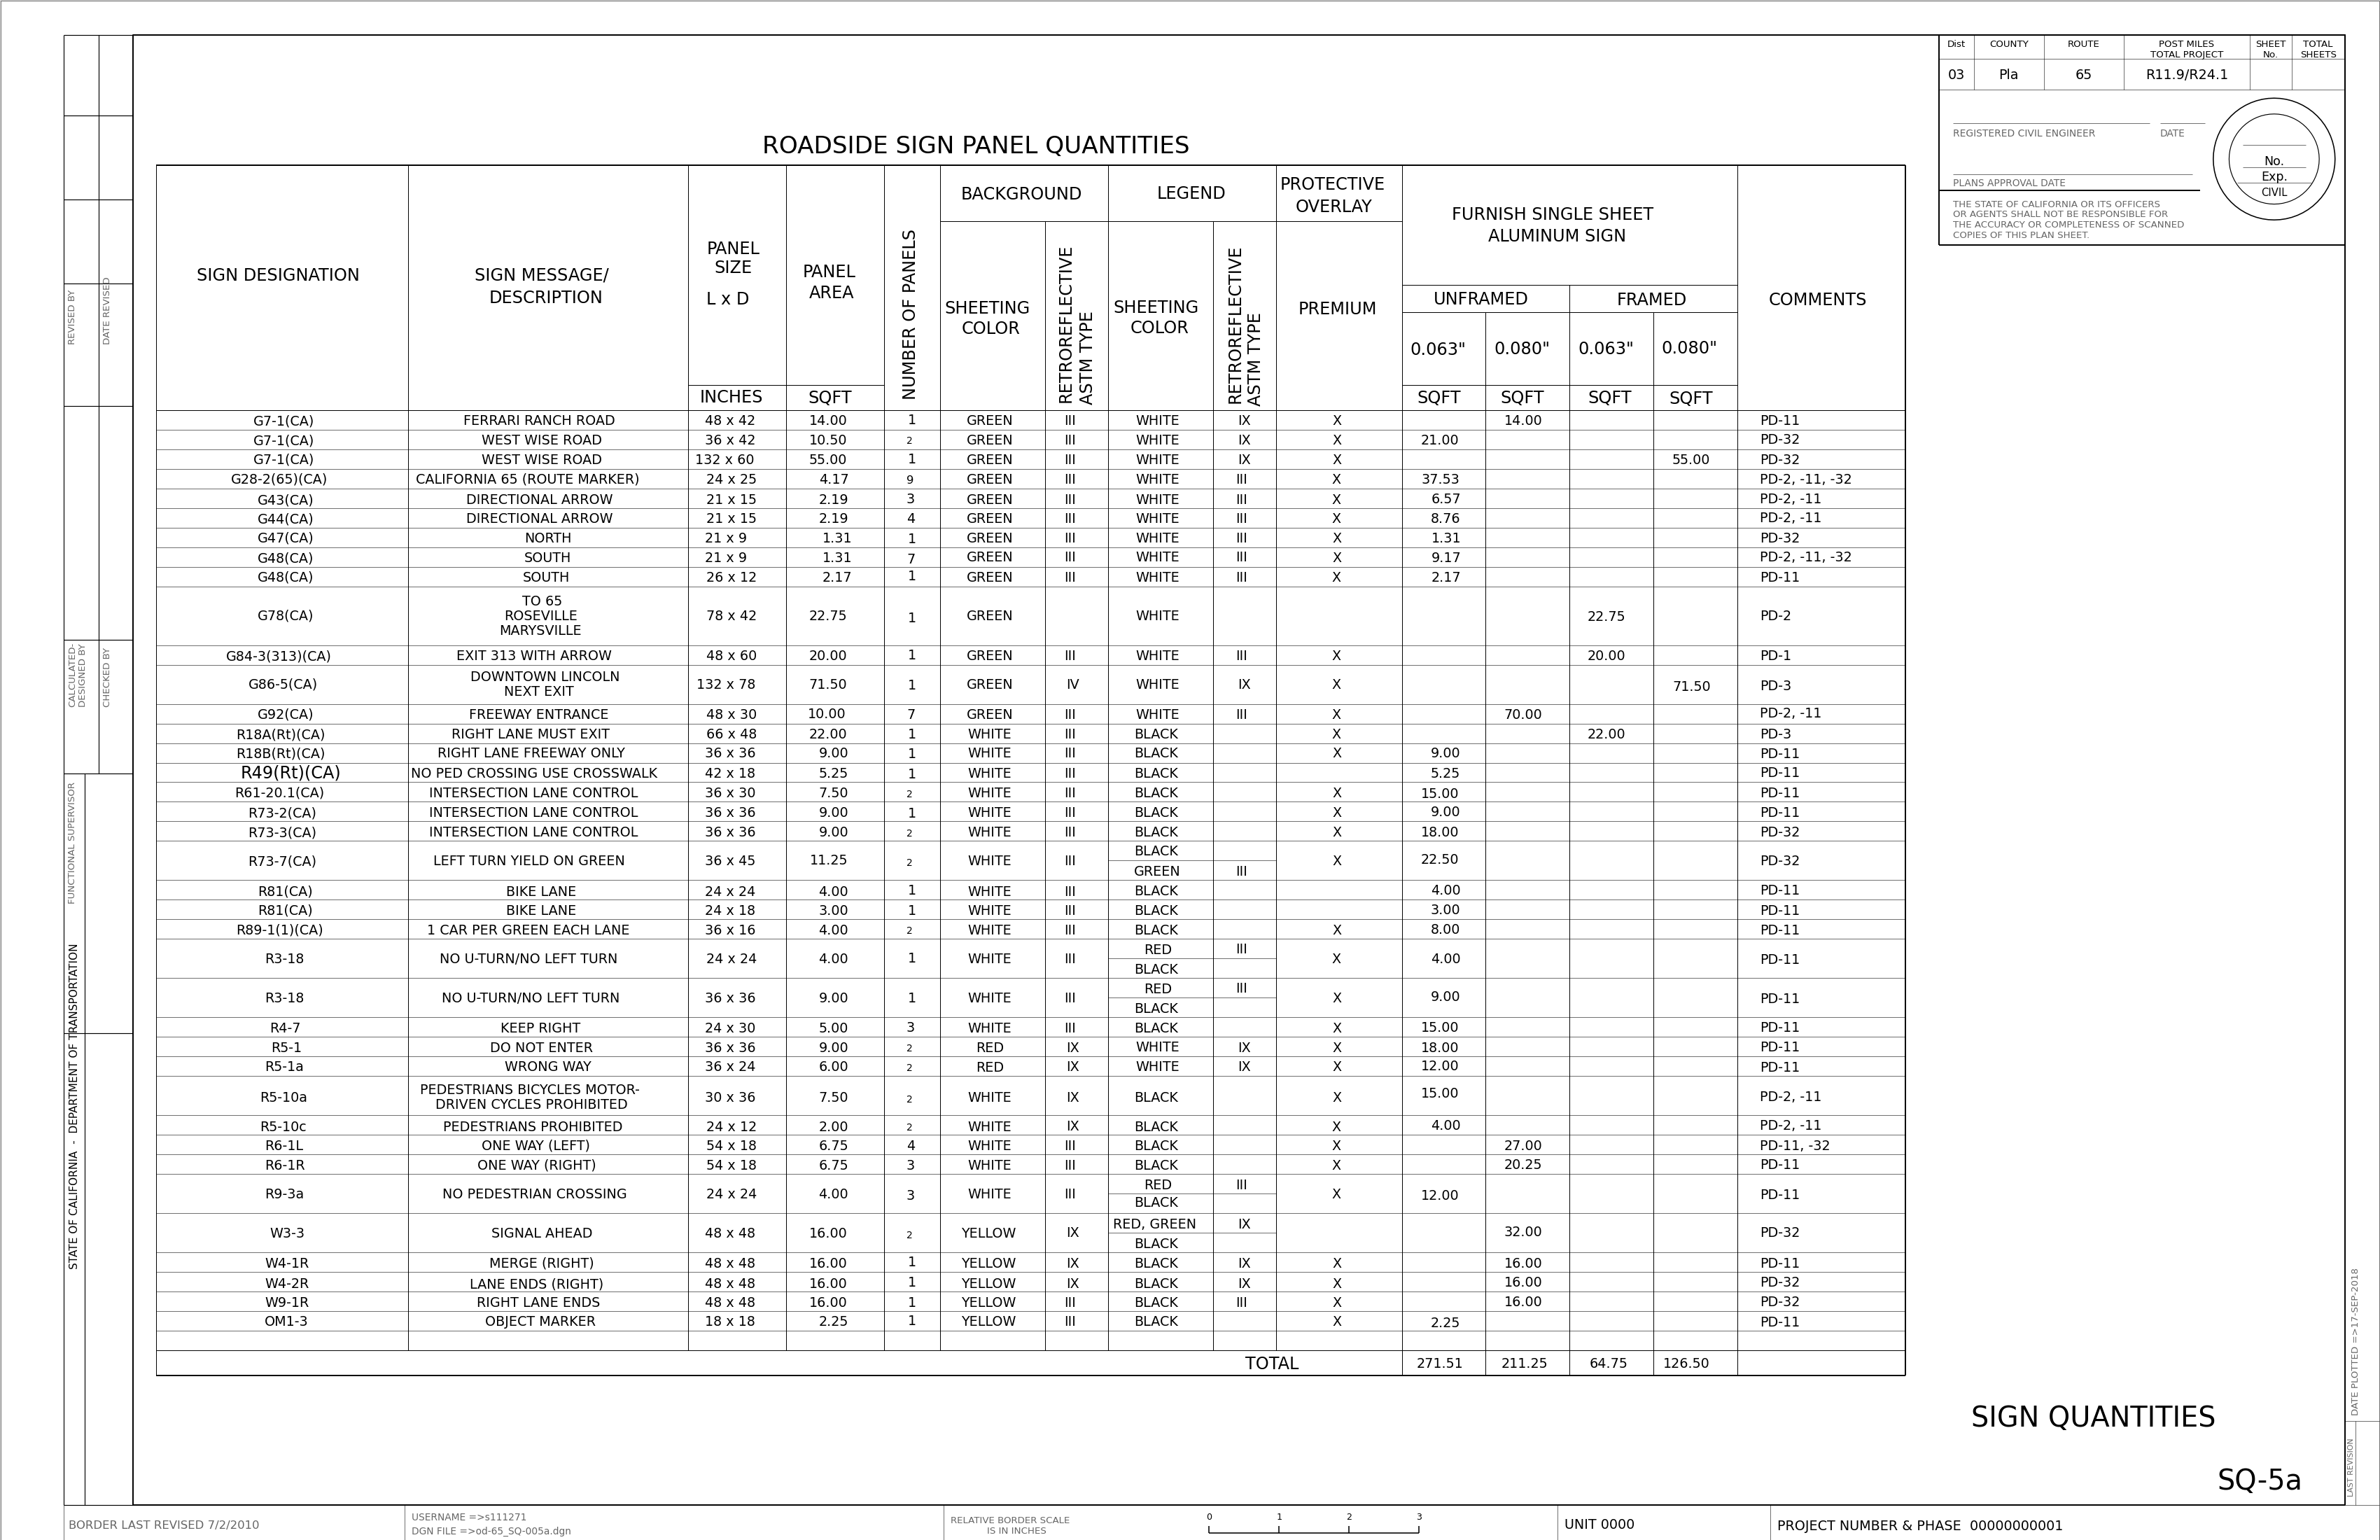 Dist COUNTY ROUTE POST MILES TOTAL PROJECT SHEET No. TOTAL SHEETS
03 Pla 65 R11.9/R24.1
REGISTERED CIVIL ENGINEER DATE
PLANS APPROVAL DATE
No.
Exp.
CIVIL
THE STATE OF CALIFORNIA OR ITS OFFICERS
OR AGENTS SHALL NOT BE RESPONSIBLE FOR
THE ACCURACY OR COMPLETENESS OF SCANNED
COPIES OF THIS PLAN SHEET.
ROADSIDE SIGN PANEL QUANTITIES
SIGN DESIGNATION
SIGN MESSAGE/
DESCRIPTION
PANEL
SIZE
L x D
INCHES
PANEL
AREA
SQFT
NUMBER OF PANELS
BACKGROUND
SHEETING
COLOR
RETROREFLECTIVE
ASTM TYPE
LEGEND
SHEETING
COLOR
RETROREFLECTIVE
ASTM TYPE
PROTECTIVE
OVERLAY
PREMIUM
FURNISH SINGLE SHEET
ALUMINUM SIGN
UNFRAMED FRAMED
0.063" 0.080" 0.063" 0.080"
SQFT SQFT SQFT SQFT
COMMENTS
G7-1(CA) FERRARI RANCH ROAD 48 x 42 14.00 1 GREEN III WHITE IX X 14.00 PD-11
G7-1(CA) WEST WISE ROAD 36 x 42 10.50 2 GREEN III WHITE IX X 21.00 PD-32
G7-1(CA) WEST WISE ROAD 132 x 60 55.00 1 GREEN III WHITE IX X 55.00 PD-32
G28-2(65)(CA) CALIFORNIA 65 (ROUTE MARKER) 24 x 25 4.17 9 GREEN III WHITE III X 37.53 PD-2, -11, -32
G43(CA) DIRECTIONAL ARROW 21 x 15 2.19 3 GREEN III WHITE III X 6.57 PD-2, -11
G44(CA) DIRECTIONAL ARROW 21 x 15 2.19 4 GREEN III WHITE III X 8.76 PD-2, -11
G47(CA) NORTH 21 x 9 1.31 1 GREEN III WHITE III X 1.31 PD-32
G48(CA) SOUTH 21 x 9 1.31 7 GREEN III WHITE III X 9.17 PD-2, -11, -32
G48(CA) SOUTH 26 x 12 2.17 1 GREEN III WHITE III X 2.17 PD-11
TO 65
ROSEVILLE
MARYSVILLE
G78(CA) 78 x 42 22.75 1 GREEN WHITE 22.75 PD-2
G84-3(313)(CA) EXIT 313 WITH ARROW 48 x 60 20.00 1 GREEN III WHITE III X 20.00 PD-1
DOWNTOWN LINCOLN
NEXT EXIT
G86-5(CA) 132 x 78 71.50 1 GREEN IV WHITE IX X 71.50 PD-3
G92(CA) FREEWAY ENTRANCE 48 x 30 10.00 7 GREEN III WHITE III X 70.00 PD-2, -11
R18A(Rt)(CA) RIGHT LANE MUST EXIT 66 x 48 22.00 1 WHITE III BLACK X 22.00 PD-3
R18B(Rt)(CA) RIGHT LANE FREEWAY ONLY 36 x 36 9.00 1 WHITE III BLACK X 9.00 PD-11
R49(Rt)(CA) NO PED CROSSING USE CROSSWALK 42 x 18 5.25 1 WHITE III BLACK 5.25 PD-11
R61-20.1(CA) INTERSECTION LANE CONTROL 36 x 30 7.50 2 WHITE III BLACK X 15.00 PD-11
R73-2(CA) INTERSECTION LANE CONTROL 36 x 36 9.00 1 WHITE III BLACK X 9.00 PD-11
R73-3(CA) INTERSECTION LANE CONTROL 36 x 36 9.00 2 WHITE III BLACK X 18.00 PD-32
R73-7(CA) LEFT TURN YIELD ON GREEN 36 x 45 11.25 2 WHITE III BLACK X 22.50 PD-32
GREEN III
R81(CA) BIKE LANE 24 x 24 4.00 1 WHITE III BLACK 4.00 PD-11
R81(CA) BIKE LANE 24 x 18 3.00 1 WHITE III BLACK 3.00 PD-11
R89-1(1)(CA) 1 CAR PER GREEN EACH LANE 36 x 16 4.00 2 WHITE III BLACK X 8.00 PD-11
R3-18 NO U-TURN/NO LEFT TURN 24 x 24 4.00 1 WHITE III RED III X 4.00 PD-11
BLACK
R3-18 NO U-TURN/NO LEFT TURN 36 x 36 9.00 1 WHITE III RED III X 9.00 PD-11
BLACK
R4-7 KEEP RIGHT 24 x 30 5.00 3 WHITE III BLACK X 15.00 PD-11
R5-1 DO NOT ENTER 36 x 36 9.00 2 RED IX WHITE IX X 18.00 PD-11
R5-1a WRONG WAY 36 x 24 6.00 2 RED IX WHITE IX X 12.00 PD-11
PEDESTRIANS BICYCLES MOTOR-
DRIVEN CYCLES PROHIBITED
R5-10a 30 x 36 7.50 2 WHITE IX BLACK X 15.00 PD-2, -11
R5-10c PEDESTRIANS PROHIBITED 24 x 12 2.00 2 WHITE IX BLACK X 4.00 PD-2, -11
R6-1L ONE WAY (LEFT) 54 x 18 6.75 4 WHITE III BLACK X 27.00 PD-11, -32
R6-1R ONE WAY (RIGHT) 54 x 18 6.75 3 WHITE III BLACK X 20.25 PD-11
R9-3a NO PEDESTRIAN CROSSING 24 x 24 4.00 3 WHITE III RED III X 12.00 PD-11
BLACK
W3-3 SIGNAL AHEAD 48 x 48 16.00 2 YELLOW IX RED, GREEN IX 32.00 PD-32
BLACK
W4-1R MERGE (RIGHT) 48 x 48 16.00 1 YELLOW IX BLACK IX X 16.00 PD-11
W4-2R LANE ENDS (RIGHT) 48 x 48 16.00 1 YELLOW IX BLACK IX X 16.00 PD-32
W9-1R RIGHT LANE ENDS 48 x 48 16.00 1 YELLOW III BLACK III X 16.00 PD-32
OM1-3 OBJECT MARKER 18 x 18 2.25 1 YELLOW III BLACK X 2.25 PD-11
TOTAL 271.51 211.25 64.75 126.50
SIGN QUANTITIES
SQ-5a
REVISED BY
DATE REVISED
CALCULATED-
DESIGNED BY
CHECKED BY
FUNCTIONAL SUPERVISOR
STATE OF CALIFORNIA - DEPARTMENT OF TRANSPORTATION
DATE PLOTTED =>17-SEP-2018
LAST REVISION
BORDER LAST REVISED 7/2/2010
USERNAME =>s111271
DGN FILE =>od-65_SQ-005a.dgn
RELATIVE BORDER SCALE
IS IN INCHES
0 1 2 3
UNIT 0000
PROJECT NUMBER & PHASE 00000000001